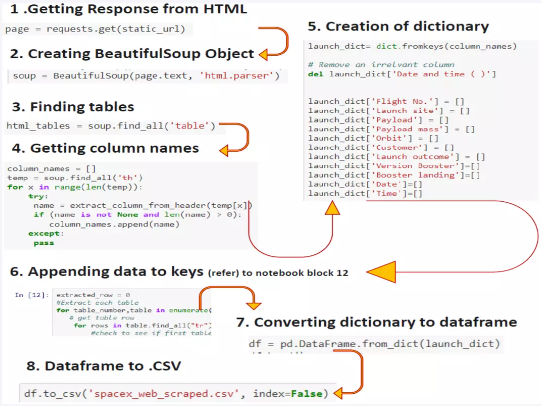 1 .Getting Response from HTML
page = requests.get(static_url)
2. Creating BeautifulSoup Object
soup = BeautifulSoup(page.text, 'html.parser')
3. Finding tables
html_tables = soup.find_all('table')
4. Getting column names
column_names = []
temp = soup.find_all('th')
for x in range(len(temp)):
try:
name = extract_column_from_header(temp[x])
if (name is not None and len(name) > 0):
column_names.append(name)
except:
pass
5. Creation of dictionary
launch_dict= dict.fromkeys(column_names)
# Remove an irrelvant column
del launch_dict['Date and time ( )']
launch_dict['Flight No.'] = []
launch_dict['Launch site'] = []
launch_dict['Payload'] = []
launch_dict['Payload mass'] = []
launch_dict['Orbit'] = []
launch_dict['Customer'] = []
launch_dict['Launch outcome'] = []
launch_dict['Version Booster']=[]
launch_dict['Booster landing']=[]
launch_dict['Date']=[]
launch_dict['Time']=[]
6. Appending data to keys (refer) to notebook block 12
In [12]: extracted_row = 0
#Extract each table
for table_number,table in enumerate(
# get table row
for rows in table.find_all("tr")
#check to see if first table
7. Converting dictionary to dataframe
df = pd.DataFrame.from_dict(launch_dict)
8. Dataframe to .CSV
df.to_csv('spacex_web_scraped.csv', index=False)